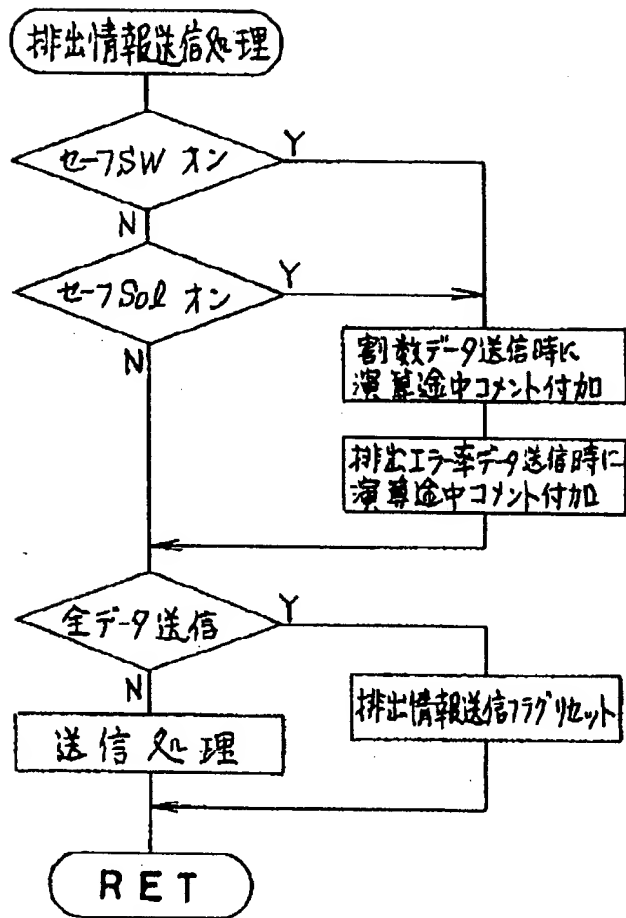 排出情報送信処理
セーフSW オン
Y
N
セーフSol オン
Y
N
割数データ送信時に
演算途中コメント付加
排出エラー率データ送信時に
演算途中コメント付加
全データ送信
Y
N
排出情報送信フラグリセット
送信処理
RET